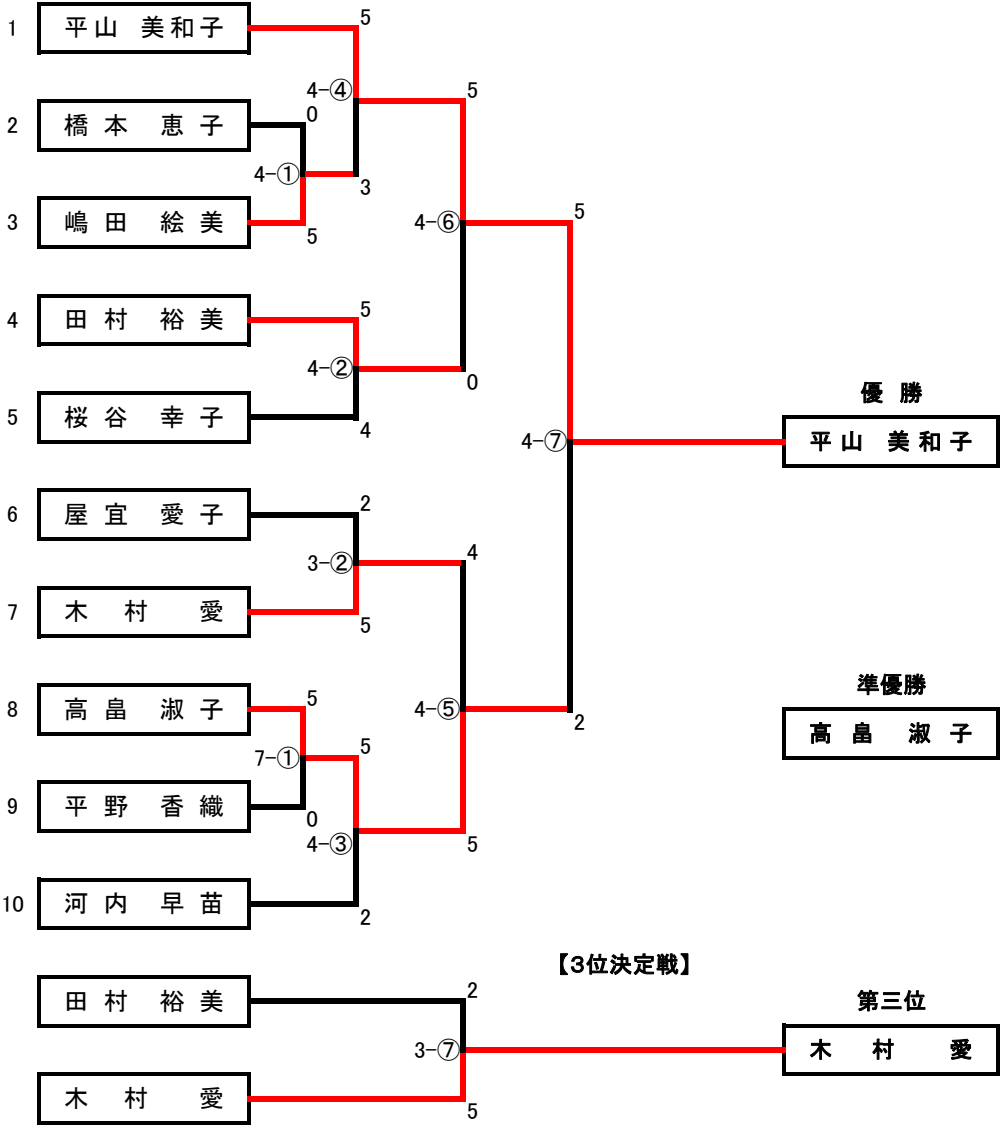 1 平山 美和子 5
4-④ 5
2 橋本 恵子 0
4-① 3
3 嶋田 絵美 5
4-⑥ 5
4 田村 裕美 5
4-② 0
5 桜谷 幸子 4
優勝
4-⑦ 平山 美和子
6 屋宜 愛子 2
3-② 4
7 木村 愛 5
準優勝
8 高畠 淑子 5
4-⑤ 2
高畠 淑子
7-① 5
9 平野 香織 0
4-③ 5
10 河内 早苗 2
【3位決定戦】
田村 裕美 2
第三位
3-⑦ 木村 愛
木村 愛 5